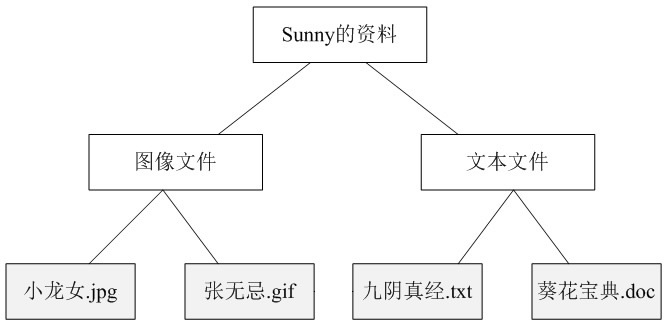 Sunny的资料
图像文件
文本文件
小龙女.jpg
张无忌.gif
九阴真经.txt
葵花宝典.doc